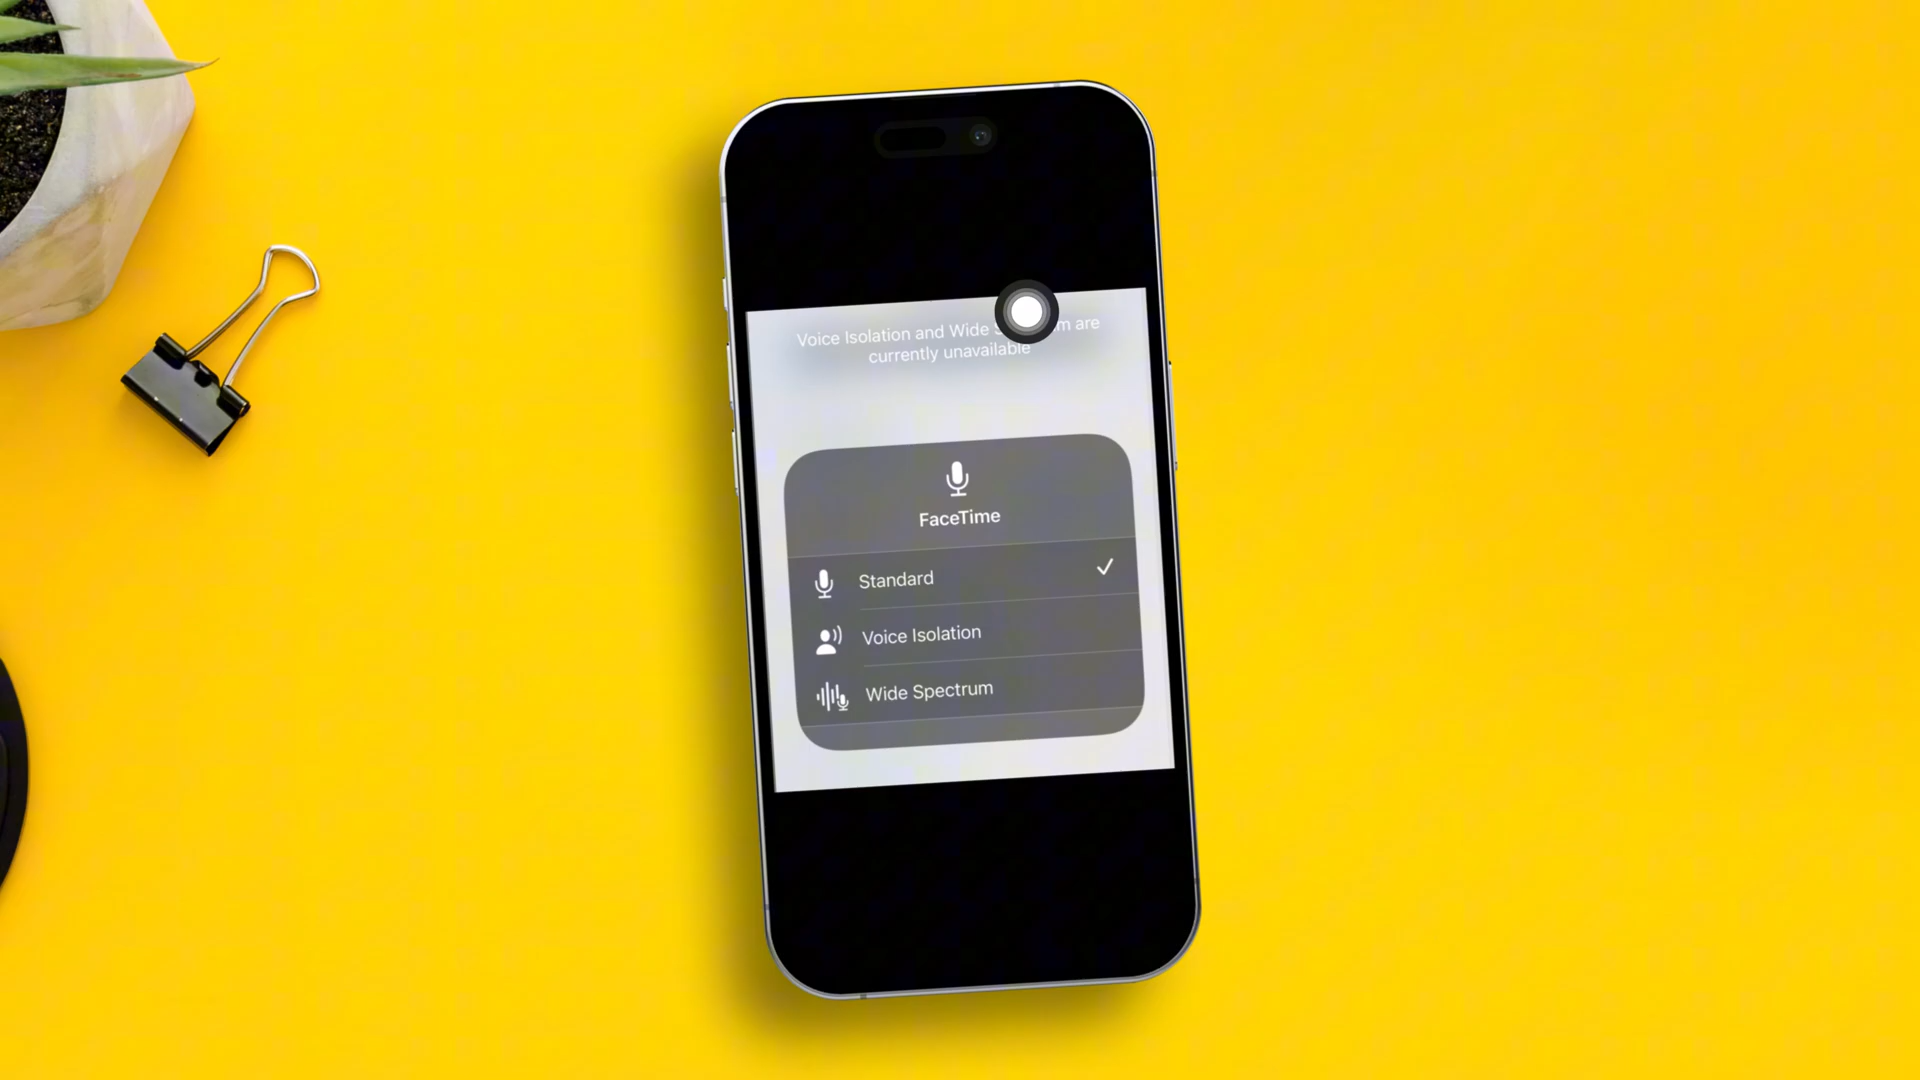 Voice Isolation and Wide S m are
currently unavailable
FaceTime
Standard
Voice Isolation
Wide Spectrum